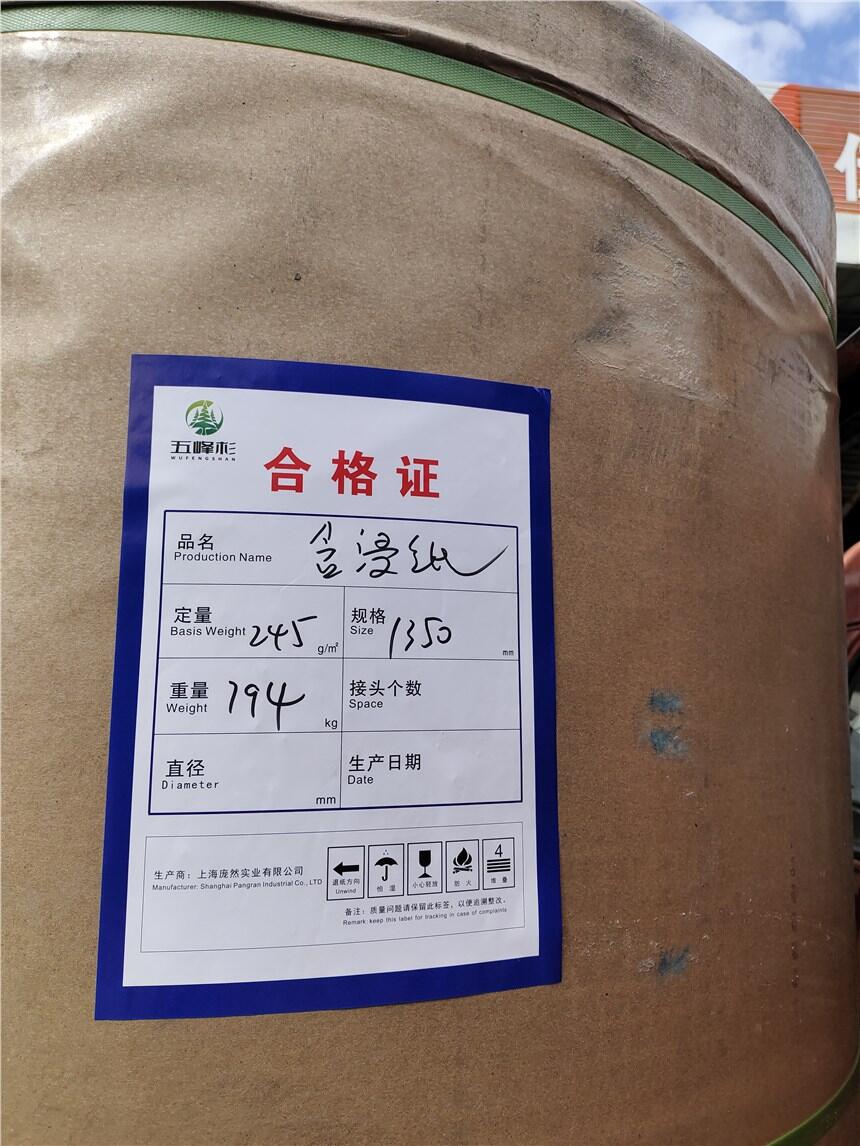 五峰杉
WUFENGSHAN
合格证
品名
Production Name
含浸纸
定量
Basis Weight 245 g/m²
规格
Size 1350 mm
重量
Weight 794 kg
接头个数
Space
直径
Diameter
mm
生产日期
Date
生产商：上海庞然实业有限公司
Manufacturer: Shanghai Pangran Industrial Co., LTD
退纸方向
Unwind
怕 湿
小心轻放
防 火
4
堆 叠
备注：质量问题请保留此标签，以便追溯整改。
Remark: keep this label for tracking in case of complaints